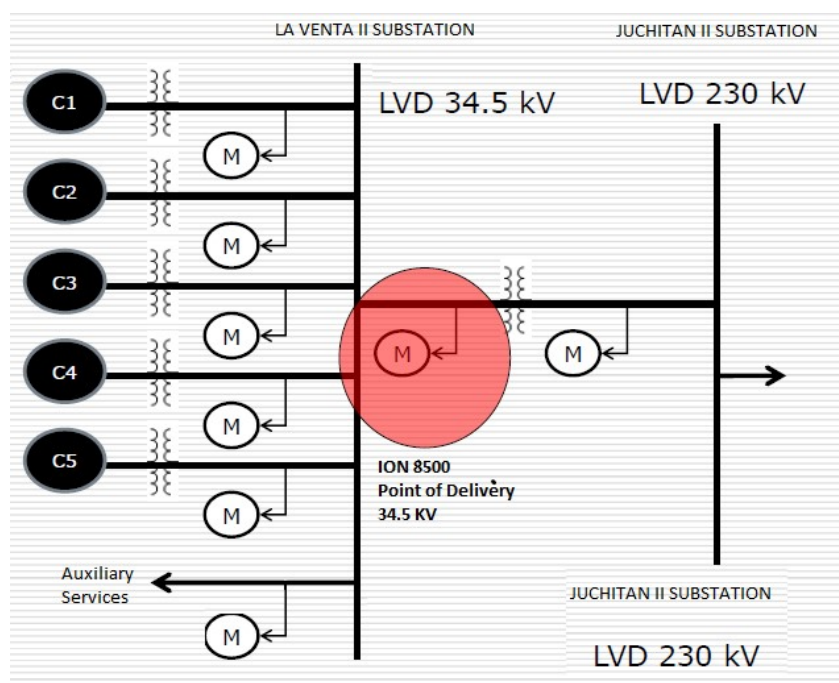 LA VENTA II SUBSTATION
JUCHITAN II SUBSTATION
LVD 34.5 kV
LVD 230 kV
C1
M
C2
M
C3
M
M
M
C4
M
C5
M
ION 8500
Point of Delivery
34.5 KV
Auxiliary
Services
M
JUCHITAN II SUBSTATION
LVD 230 kV